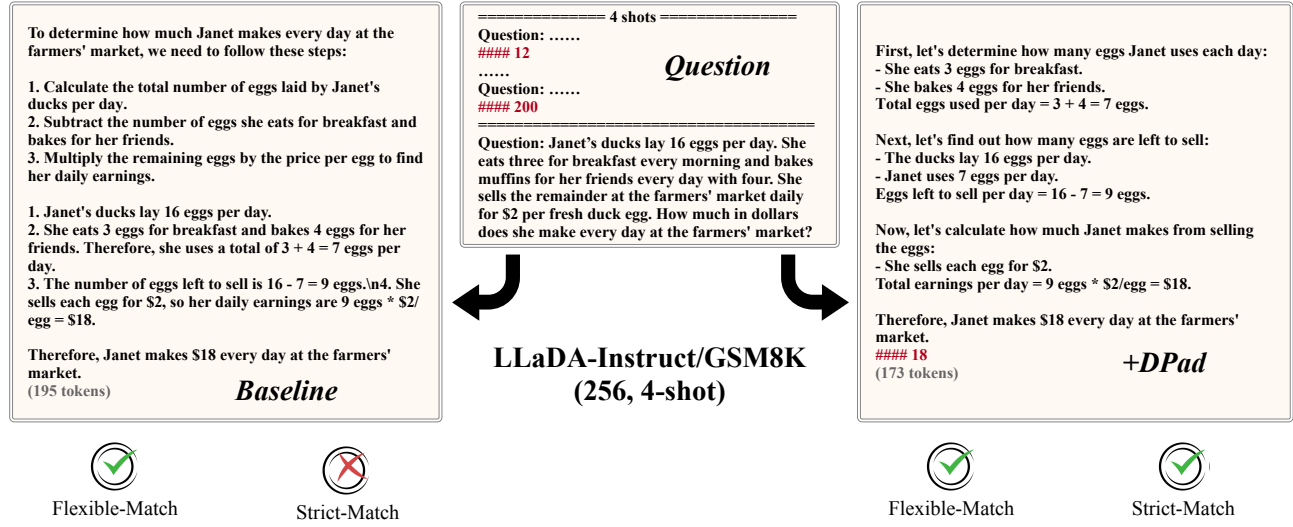 To determine how much Janet makes every day at the
farmers' market, we need to follow these steps:
1. Calculate the total number of eggs laid by Janet's
ducks per day.
2. Subtract the number of eggs she eats for breakfast and
bakes for her friends.
3. Multiply the remaining eggs by the price per egg to find
her daily earnings.
1. Janet's ducks lay 16 eggs per day.
2. She eats 3 eggs for breakfast and bakes 4 eggs for her
friends. Therefore, she uses a total of 3 + 4 = 7 eggs per
day.
3. The number of eggs left to sell is 16 - 7 = 9 eggs.\n4. She
sells each egg for $2, so her daily earnings are 9 eggs * $2/
egg = $18.
Therefore, Janet makes $18 every day at the farmers'
market.
(195 tokens)
Baseline
Flexible-Match
Strict-Match
============== 4 shots ===============
Question: ……
#### 12
……
Question: ……
#### 200
Question
=====================================
Question: Janet’s ducks lay 16 eggs per day. She
eats three for breakfast every morning and bakes
muffins for her friends every day with four. She
sells the remainder at the farmers' market daily
for $2 per fresh duck egg. How much in dollars
does she make every day at the farmers' market?
LLaDA-Instruct/GSM8K
(256, 4-shot)
First, let's determine how many eggs Janet uses each day:
- She eats 3 eggs for breakfast.
- She bakes 4 eggs for her friends.
Total eggs used per day = 3 + 4 = 7 eggs.
Next, let's find out how many eggs are left to sell:
- The ducks lay 16 eggs per day.
- Janet uses 7 eggs per day.
Eggs left to sell per day = 16 - 7 = 9 eggs.
Now, let's calculate how much Janet makes from selling
the eggs:
- She sells each egg for $2.
Total earnings per day = 9 eggs * $2/egg = $18.
Therefore, Janet makes $18 every day at the farmers'
market.
#### 18
(173 tokens)
+DPad
Flexible-Match
Strict-Match